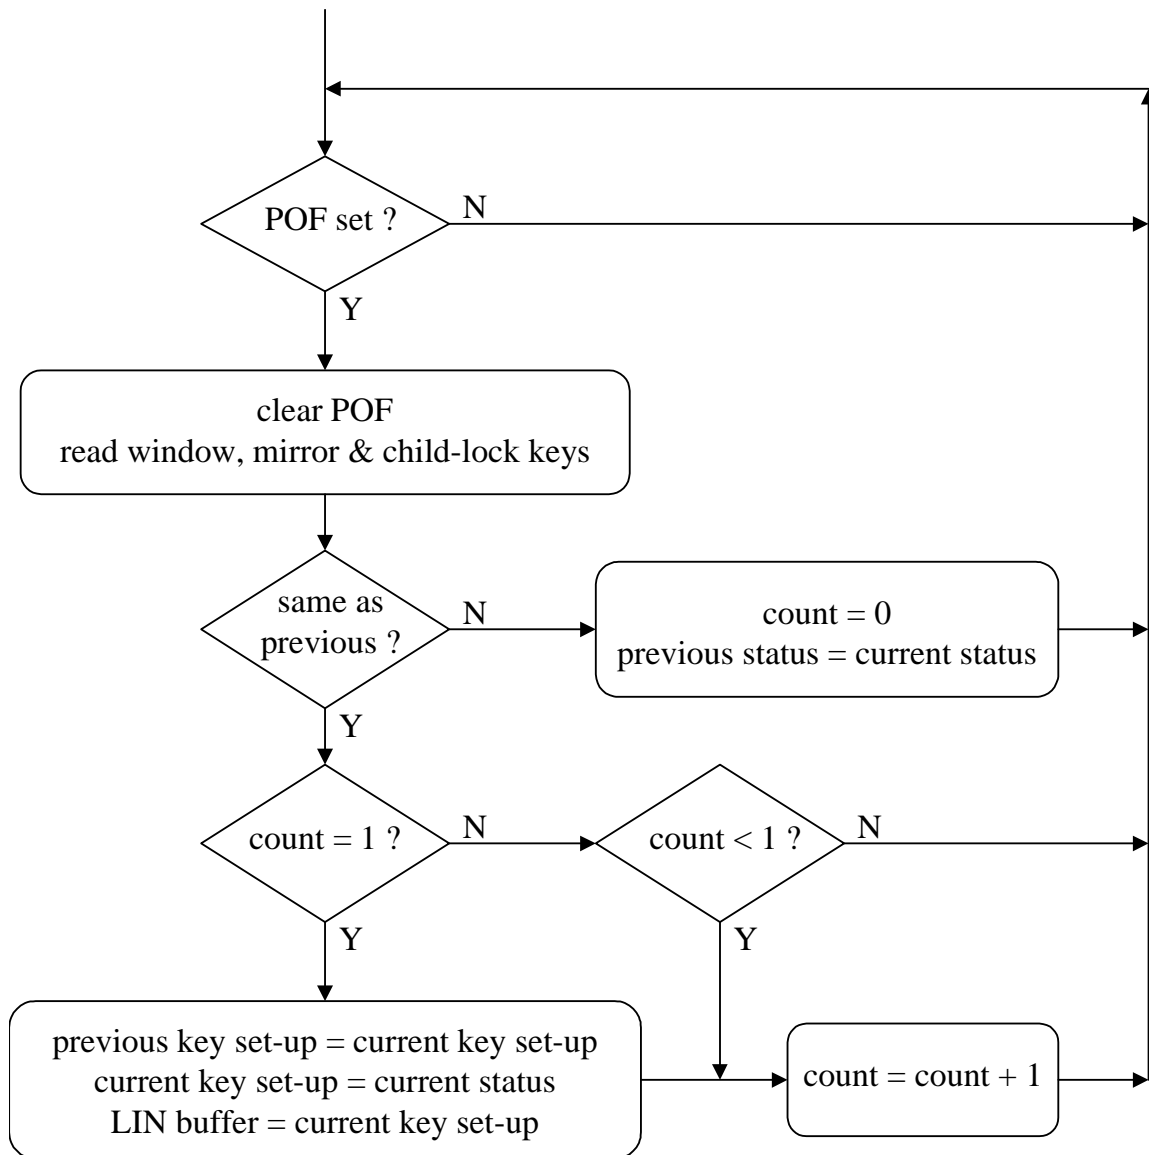 POF set ?
N
Y
clear POF
read window, mirror & child-lock keys
same as
previous ?
N
count = 0
previous status = current status
Y
count = 1 ?
N
count < 1 ?
N
Y
Y
previous key set-up = current key set-up
current key set-up = current status
LIN buffer = current key set-up
count = count + 1